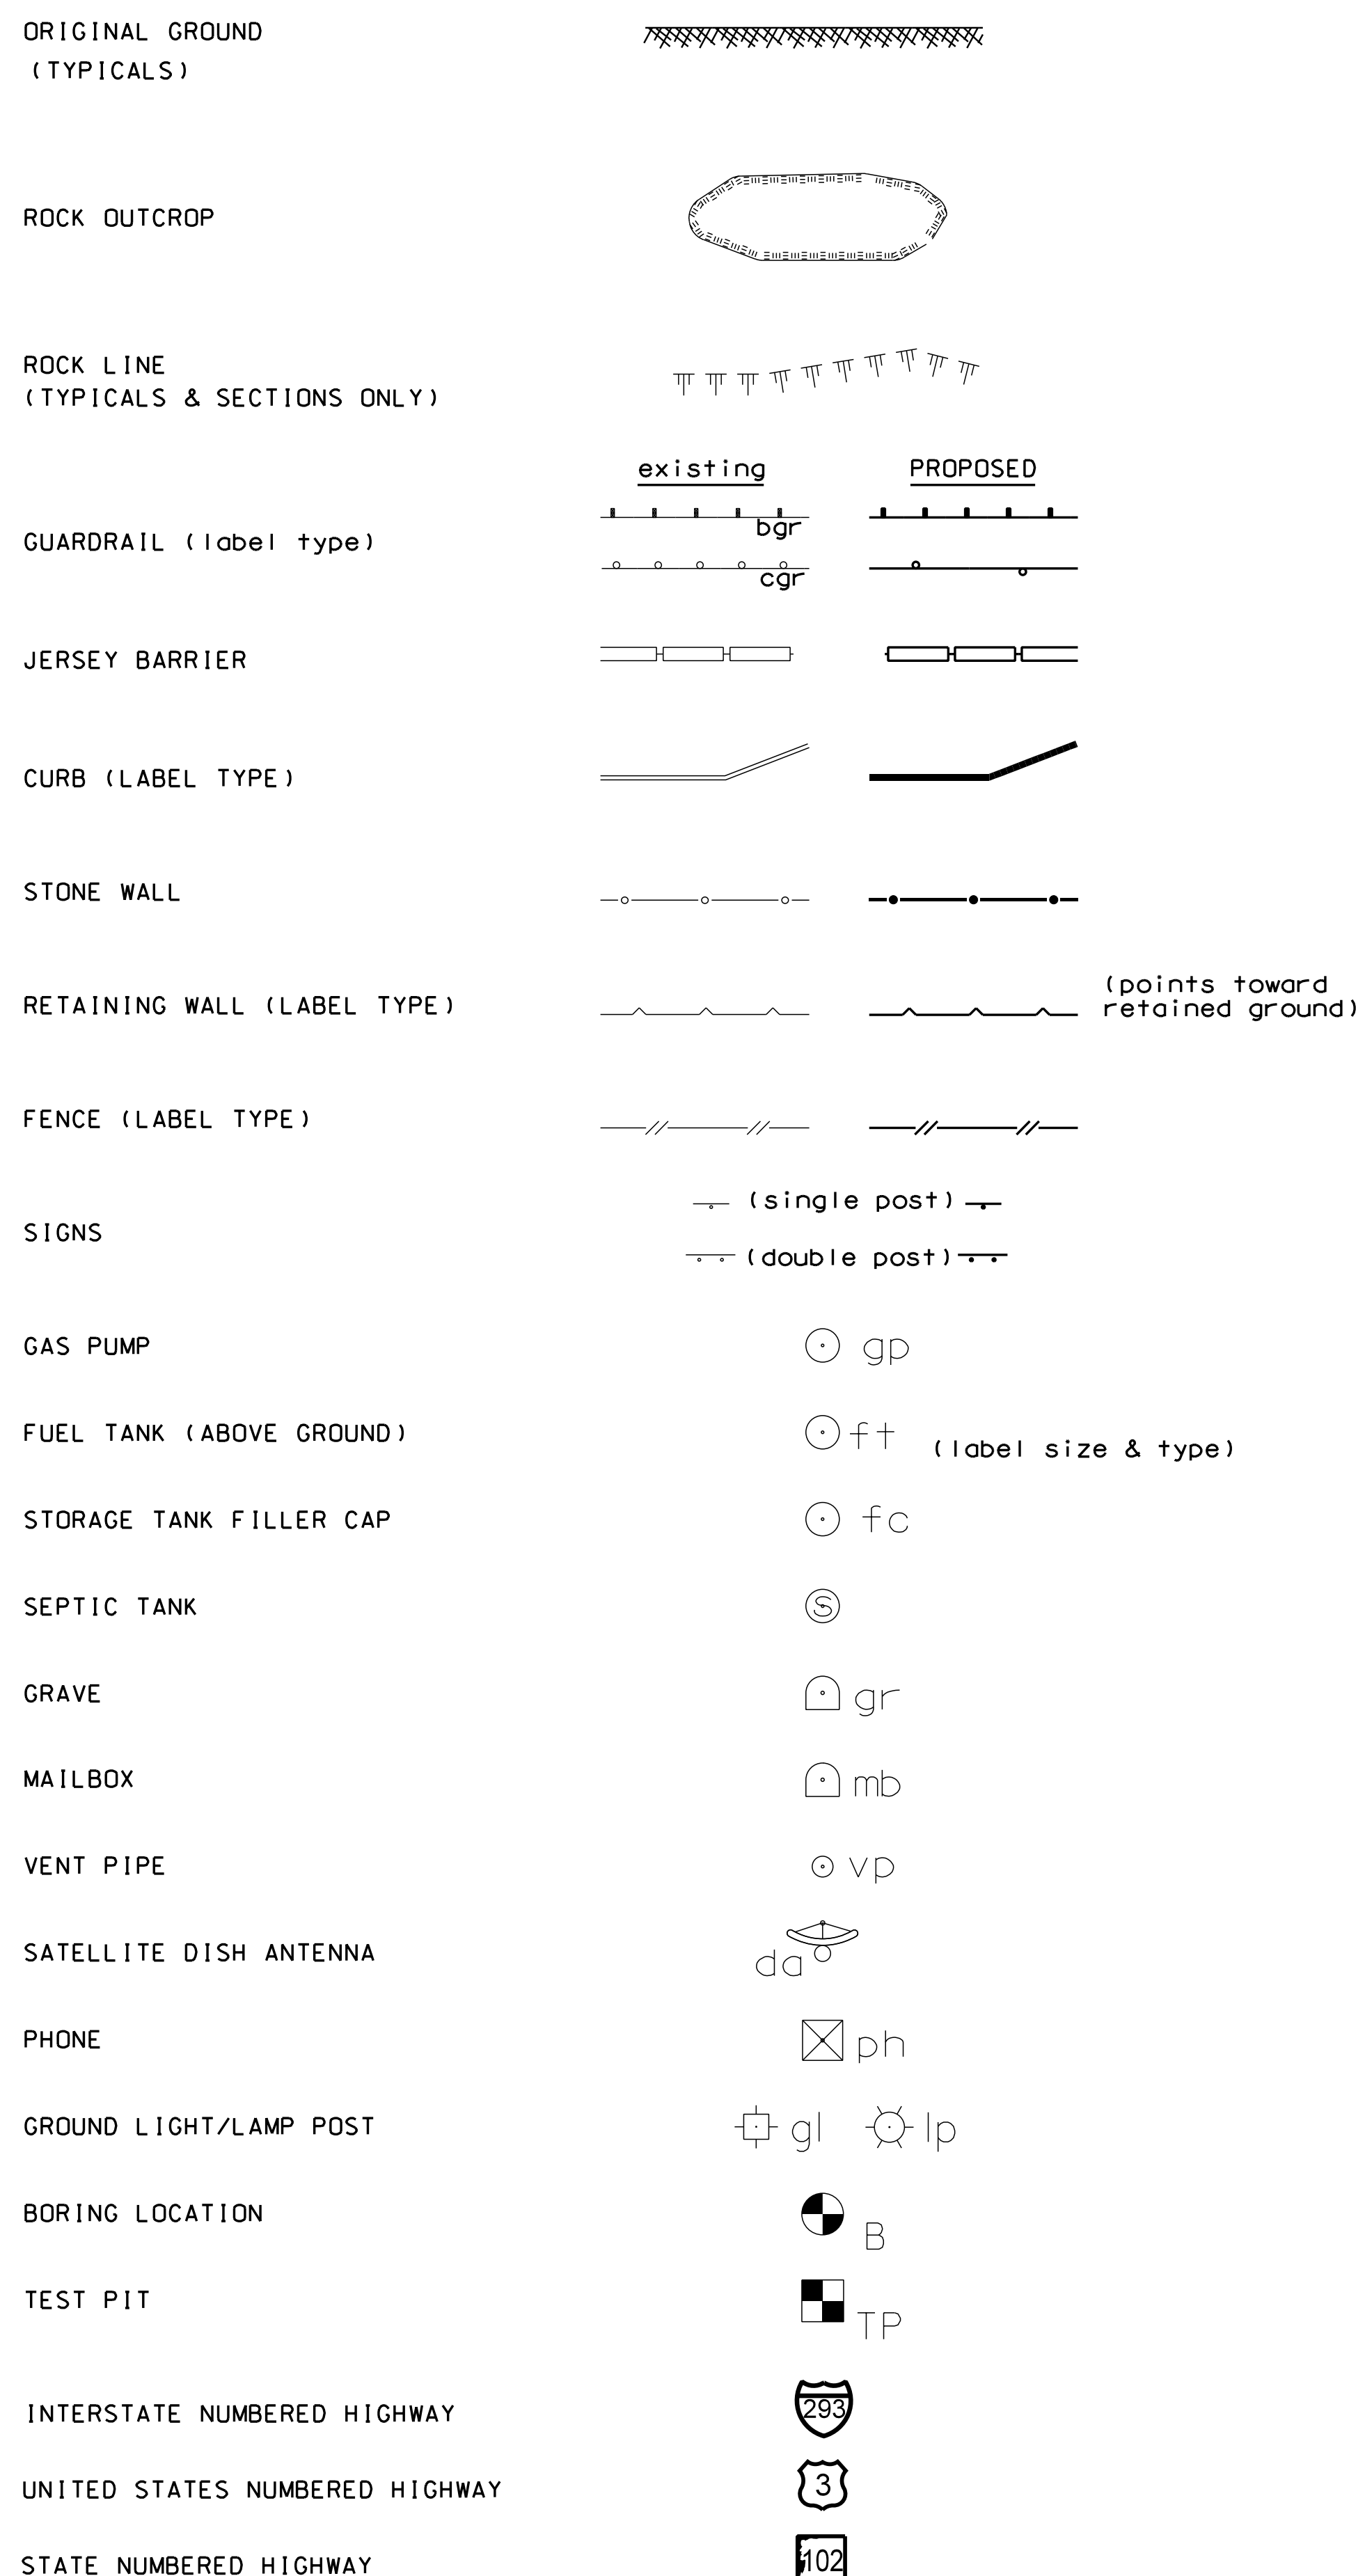 ORIGINAL GROUND
(TYPICALS)
ROCK OUTCROP
ROCK LINE
(TYPICALS & SECTIONS ONLY)
existing PROPOSED
GUARDRAIL (label type)
bgr
cgr
JERSEY BARRIER
CURB (LABEL TYPE)
STONE WALL
RETAINING WALL (LABEL TYPE)
(points toward
retained ground)
FENCE (LABEL TYPE)
SIGNS
(single post)
(double post)
GAS PUMP gp
FUEL TANK (ABOVE GROUND) ft
(label size & type)
STORAGE TANK FILLER CAP fc
SEPTIC TANK S
GRAVE gr
MAILBOX mb
VENT PIPE vp
SATELLITE DISH ANTENNA da
PHONE ph
GROUND LIGHT/LAMP POST gl lp
BORING LOCATION B
TEST PIT TP
INTERSTATE NUMBERED HIGHWAY 293
UNITED STATES NUMBERED HIGHWAY 3
STATE NUMBERED HIGHWAY 102